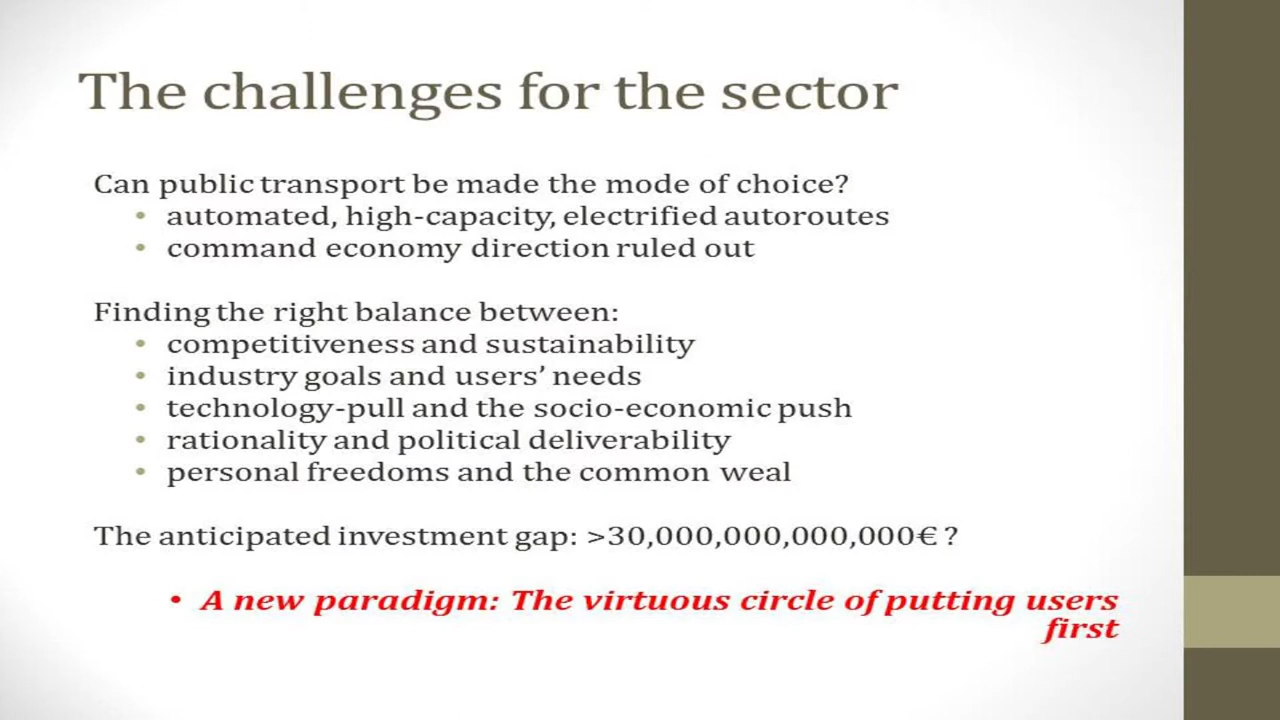 The challenges for the sector
Can public transport be made the mode of choice?
• automated, high-capacity, electrified autoroutes
• command economy direction ruled out
Finding the right balance between:
• competitiveness and sustainability
• industry goals and users’ needs
• technology-pull and the socio-economic push
• rationality and political deliverability
• personal freedoms and the common weal
The anticipated investment gap: >30,000,000,000,000€ ?
• A new paradigm: The virtuous circle of putting users
first